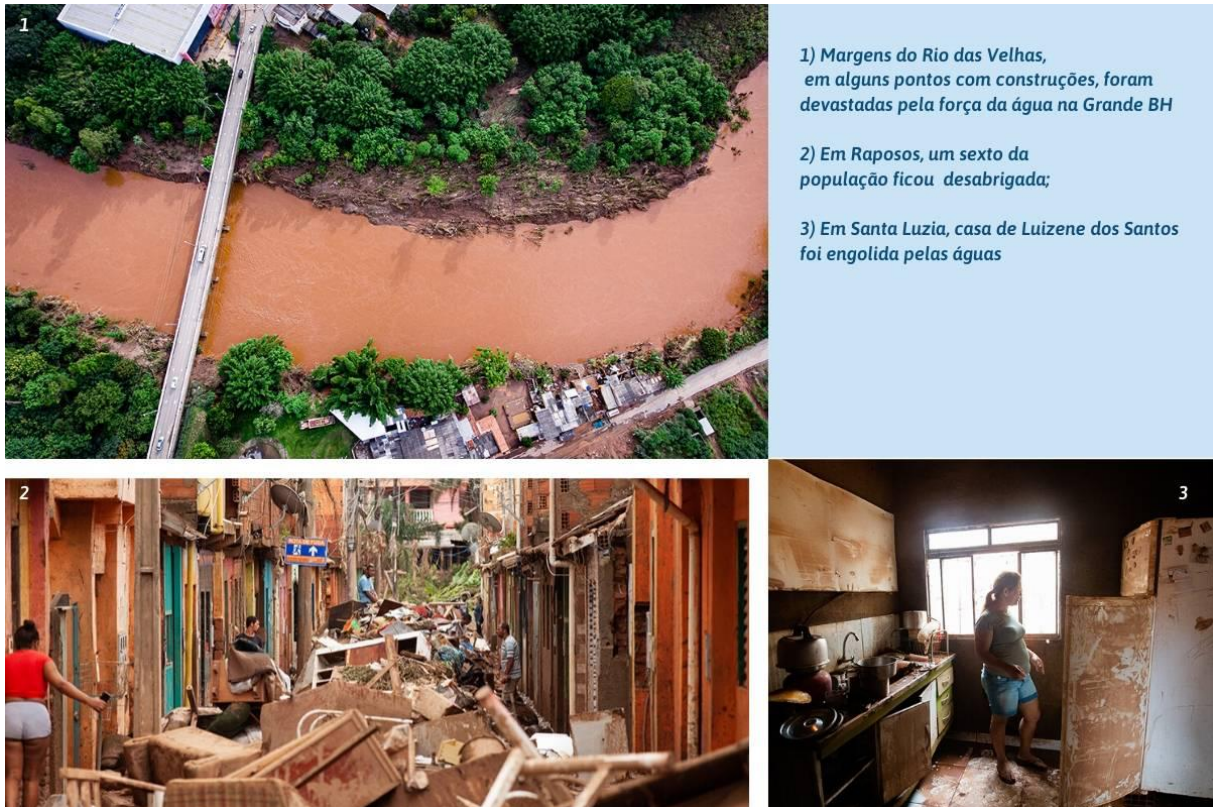 1
1) Margens do Rio das Velhas,
em alguns pontos com construções, foram
devastadas pela força da água na Grande BH
2) Em Raposos, um sexto da
população ficou desabrigada;
3) Em Santa Luzia, casa de Luizene dos Santos
foi engolida pelas águas
2
3